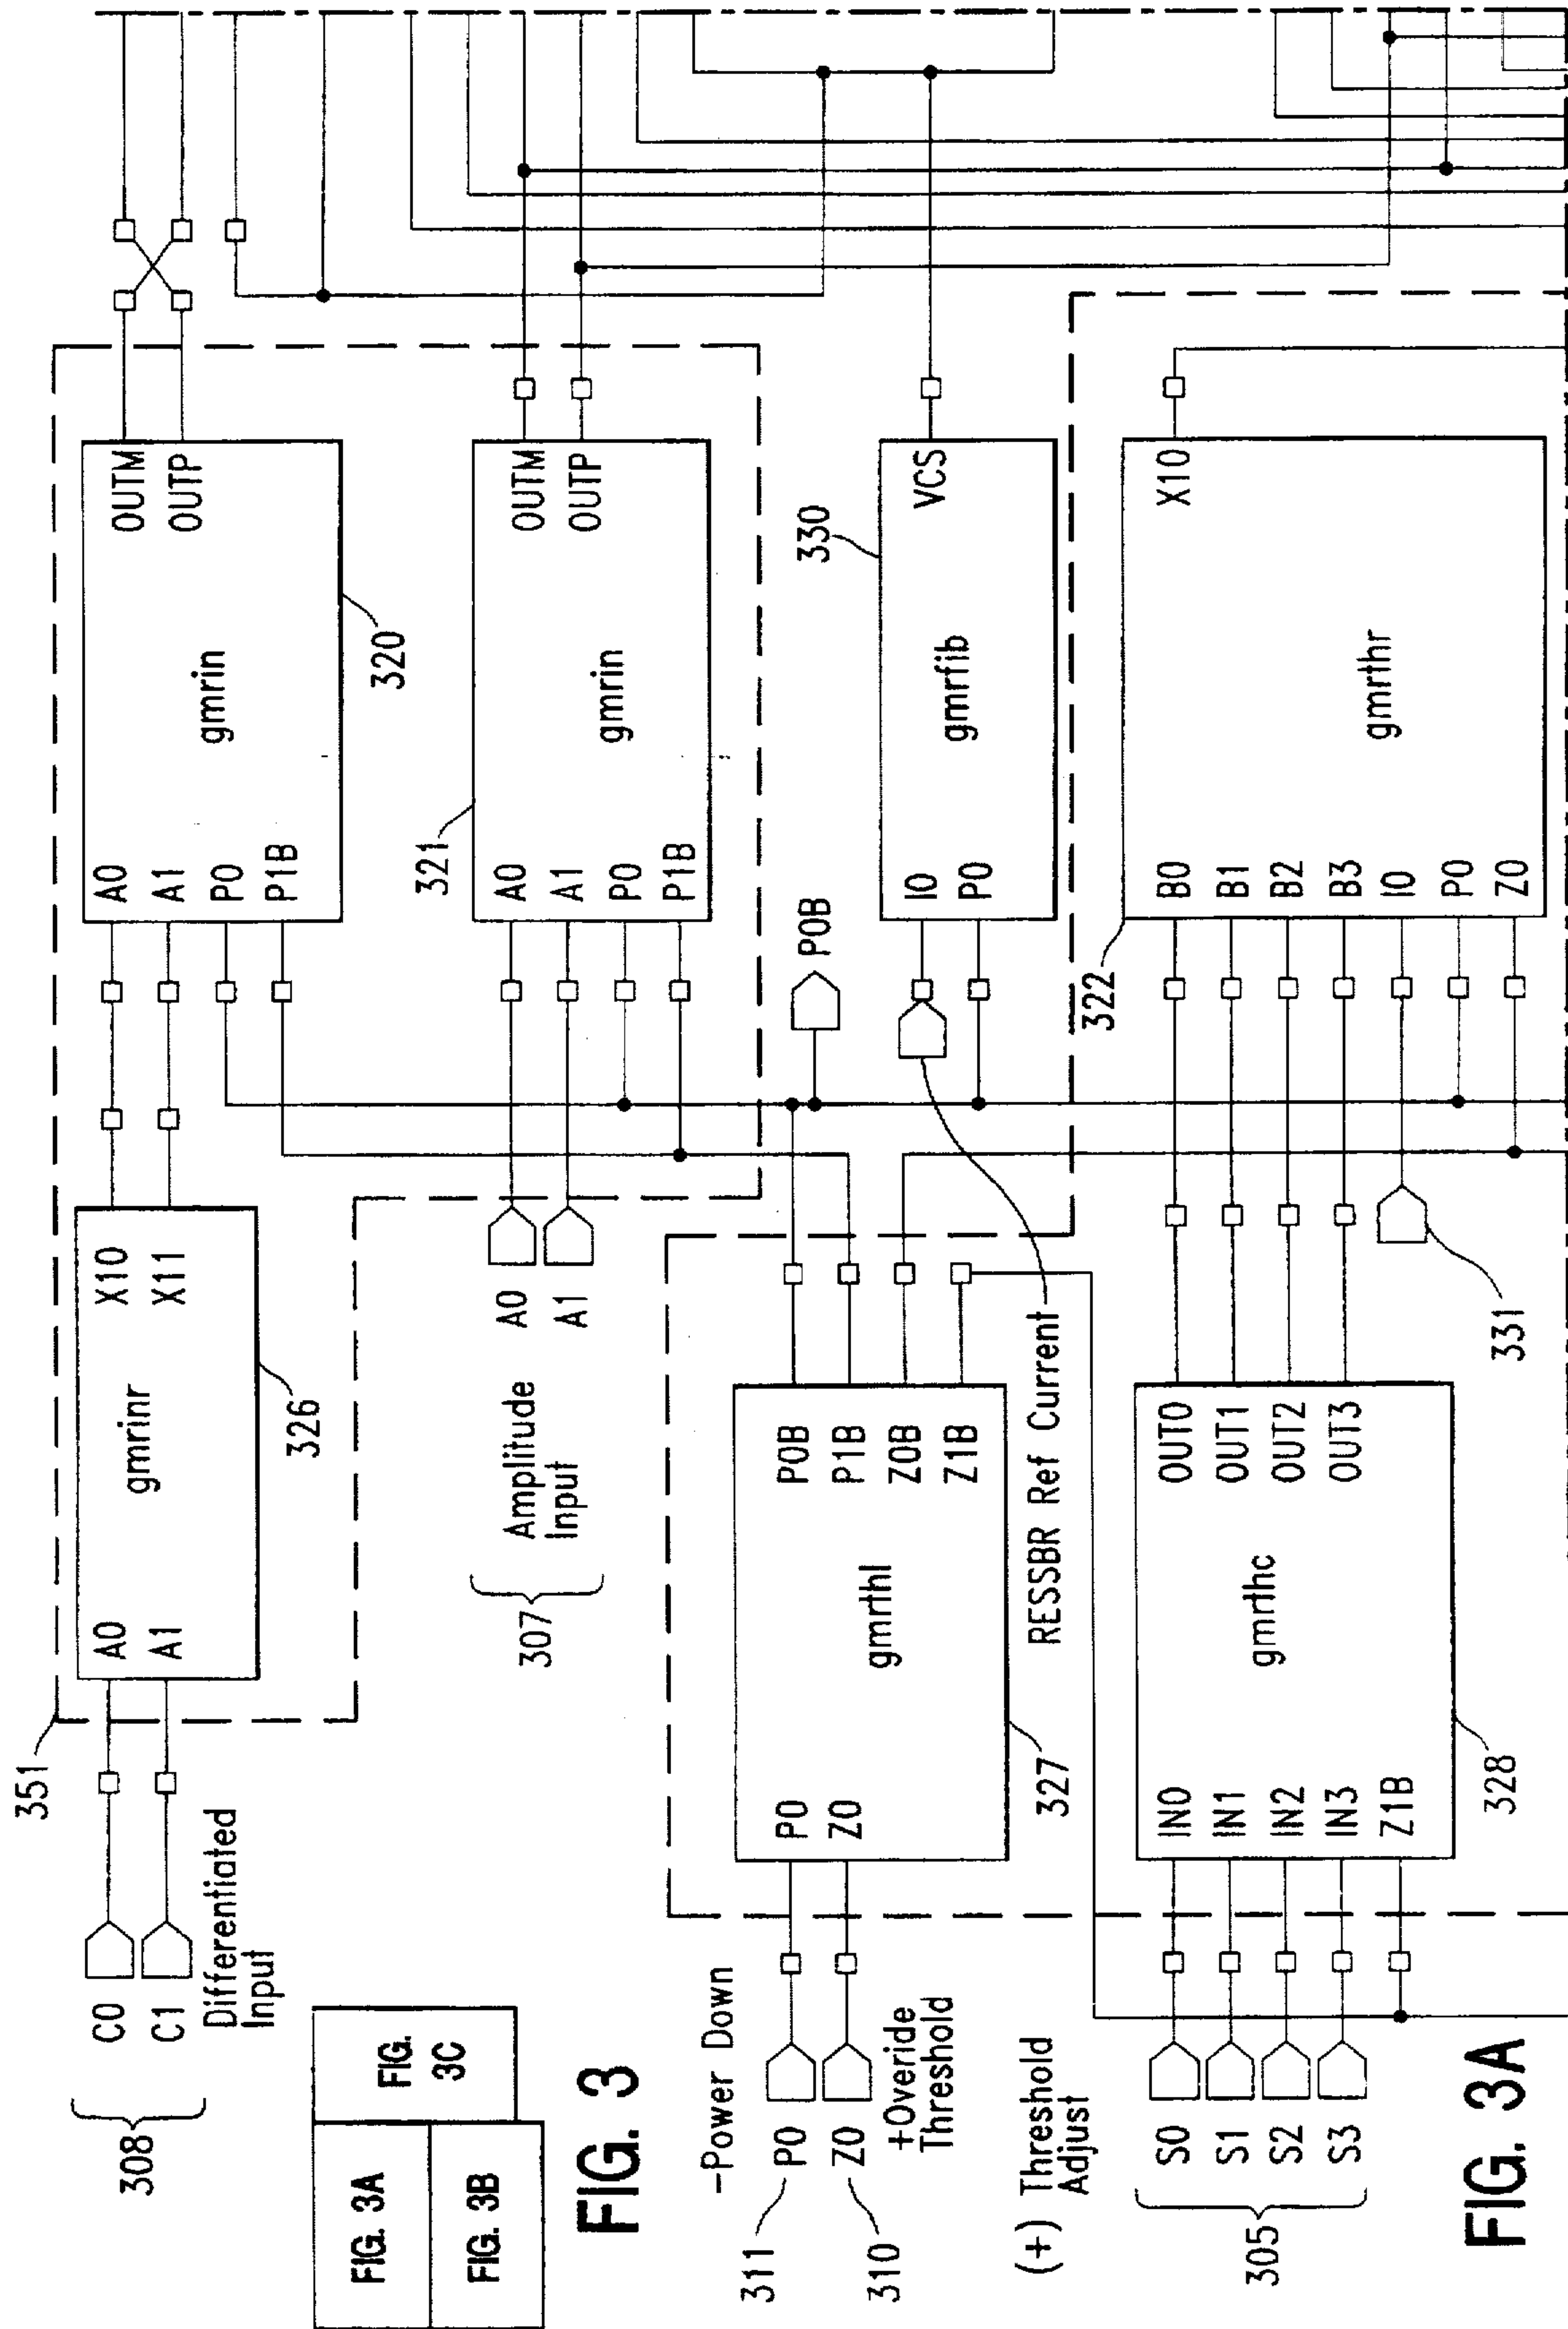 351
308
C0
C1
Differentiated
Input
A0
A1
gmrinr
X10
X11
326
A0
A1
P0
P1B
gmrin
OUTM
OUTP
320
307
Amplitude
Input
A0
A1
321
A0
A1
P0
P1B
gmrin
OUTM
OUTP
FIG. 3A
FIG. 3B
FIG.
3C
FIG. 3
-Power Down
311
P0
310
Z0
+Overide
Threshold
P0
Z0
gmrthl
P0B
P1B
Z0B
Z1B
327
P0B
RESSBR Ref Current
I0
P0
gmrfib
VCS
330
(+) Threshold
Adjust
305
S0
S1
S2
S3
IN0
IN1
IN2
IN3
Z1B
gmrthc
OUT0
OUT1
OUT2
OUT3
328
331
322
B0
B1
B2
B3
I0
P0
Z0
gmrthr
X10
FIG. 3A